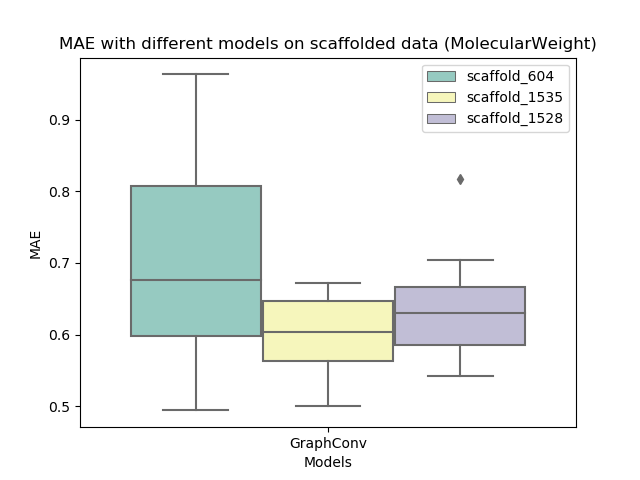 MAE with different models on scaffolded data (MolecularWeight)
scaffold_604
scaffold_1535
scaffold_1528
0.9
0.8
0.7
0.6
0.5
MAE
GraphConv
Models